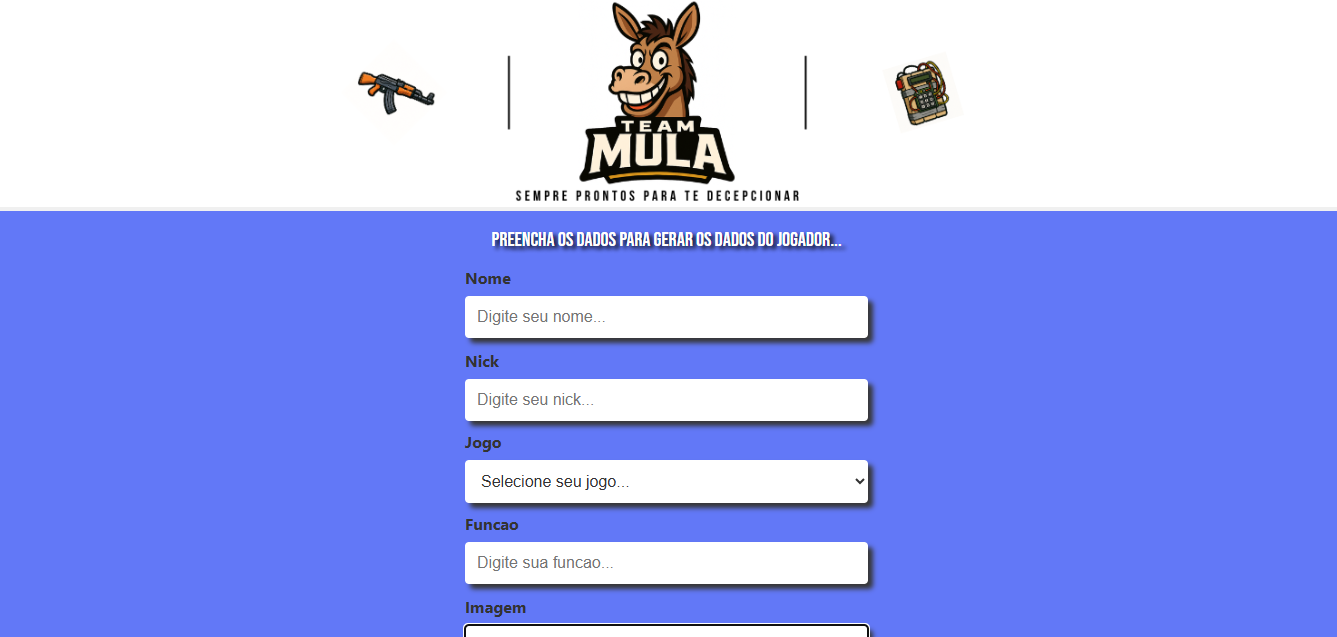 TEAM
MULA
SEMPRE PRONTOS PARA TE DECEPCIONAR
PREENCHA OS DADOS PARA GERAR OS DADOS DO JOGADOR...
Nome
Digite seu nome...
Nick
Digite seu nick...
Jogo
Selecione seu jogo...
Funcao
Digite sua funcao...
Imagem